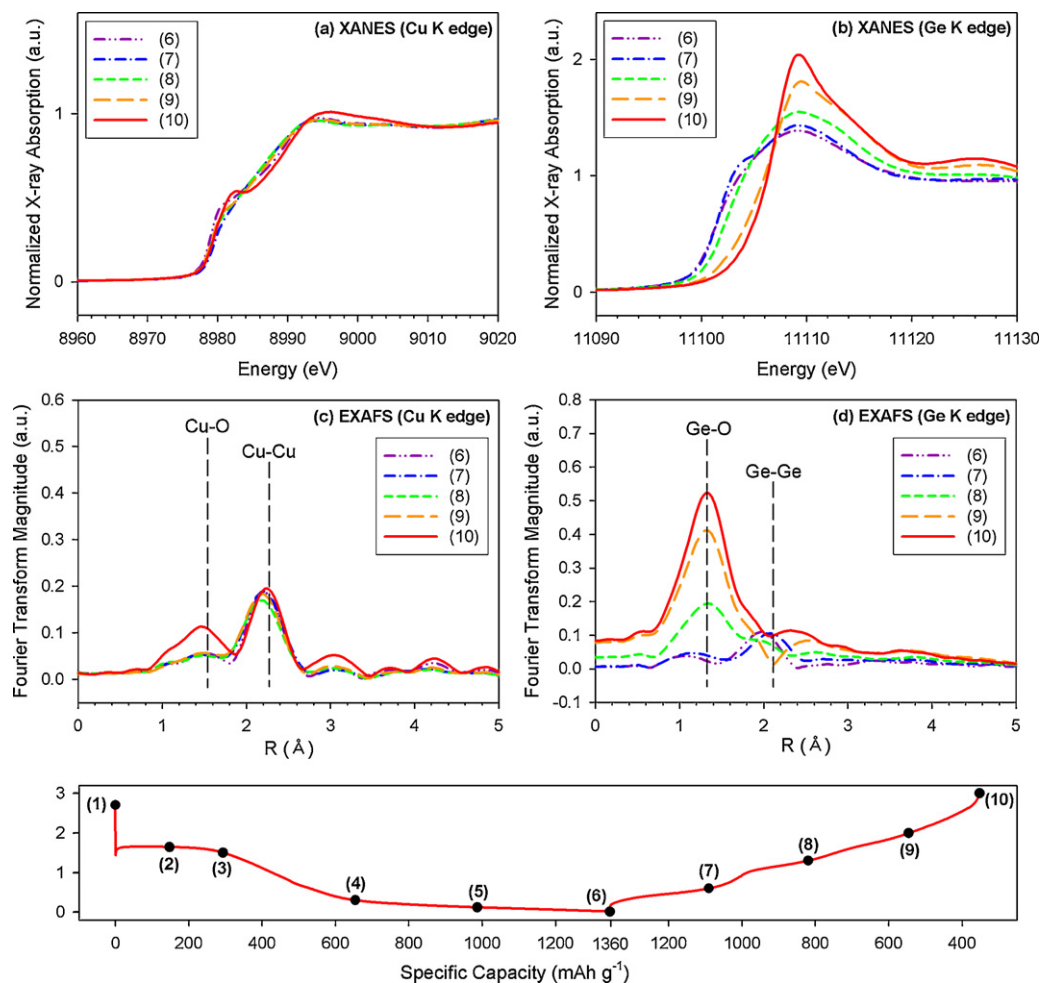 (a) XANES (Cu K edge)
(6)
(7)
(8)
(9)
(10)
Normalized X-ray Absorption (a.u.)
1
0
8960 8970 8980 8990 9000 9010 9020
Energy (eV)
(b) XANES (Ge K edge)
(6)
(7)
(8)
(9)
(10)
Normalized X-ray Absorption (a.u.)
2
1
0
11090 11100 11110 11120 11130
Energy (eV)
(c) EXAFS (Cu K edge)
Cu-O
Cu-Cu
(6)
(7)
(8)
(9)
(10)
Fourier Transform Magnitude (a.u.)
0.6
0.5
0.4
0.3
0.2
0.1
0.0
0 1 2 3 4 5
R (Å)
(d) EXAFS (Ge K edge)
Ge-O
Ge-Ge
(6)
(7)
(8)
(9)
(10)
Fourier Transform Magnitude (a.u.)
0.8
0.7
0.6
0.5
0.4
0.3
0.2
0.1
0.0
-0.1
0 1 2 3 4 5
R (Å)
3
2
1
0
(1)
(2)
(3)
(4)
(5)
(6)
(7)
(8)
(9)
(10)
0 200 400 600 800 1000 1200 1360 1200 1000 800 600 400
Specific Capacity (mAh g⁻¹)